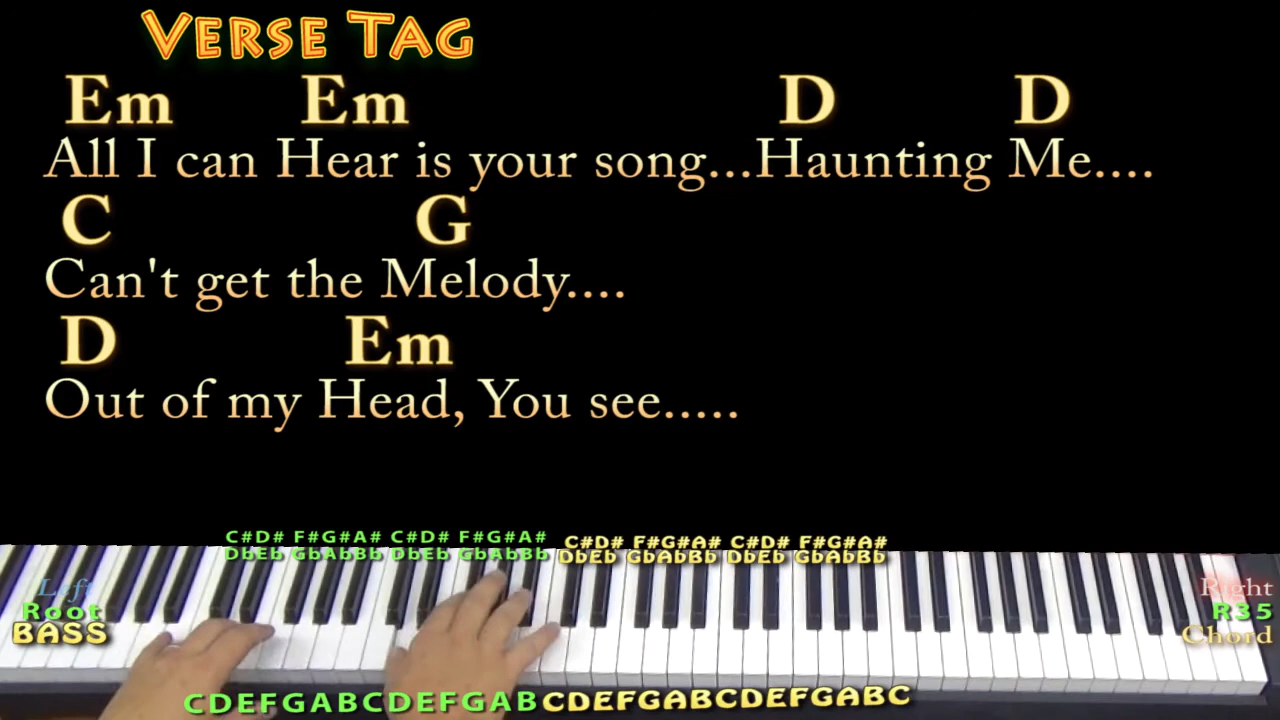 VERSE TAG
Em Em D D
All I can Hear is your song...Haunting Me....
C G
Can't get the Melody....
D Em
Out of my Head, You see.....
C#D# F#G#A# C#D# F#G#A# C#D# F#G#A# C#D# F#G#A#
DbEb GbAbBb DbEb GbAbBb DbEb GbAbBb DbEb GbAbBb
Left Right
Root R35
BASS Chord
CDEFGABCDEFGABCDEFGABCDEFGABC